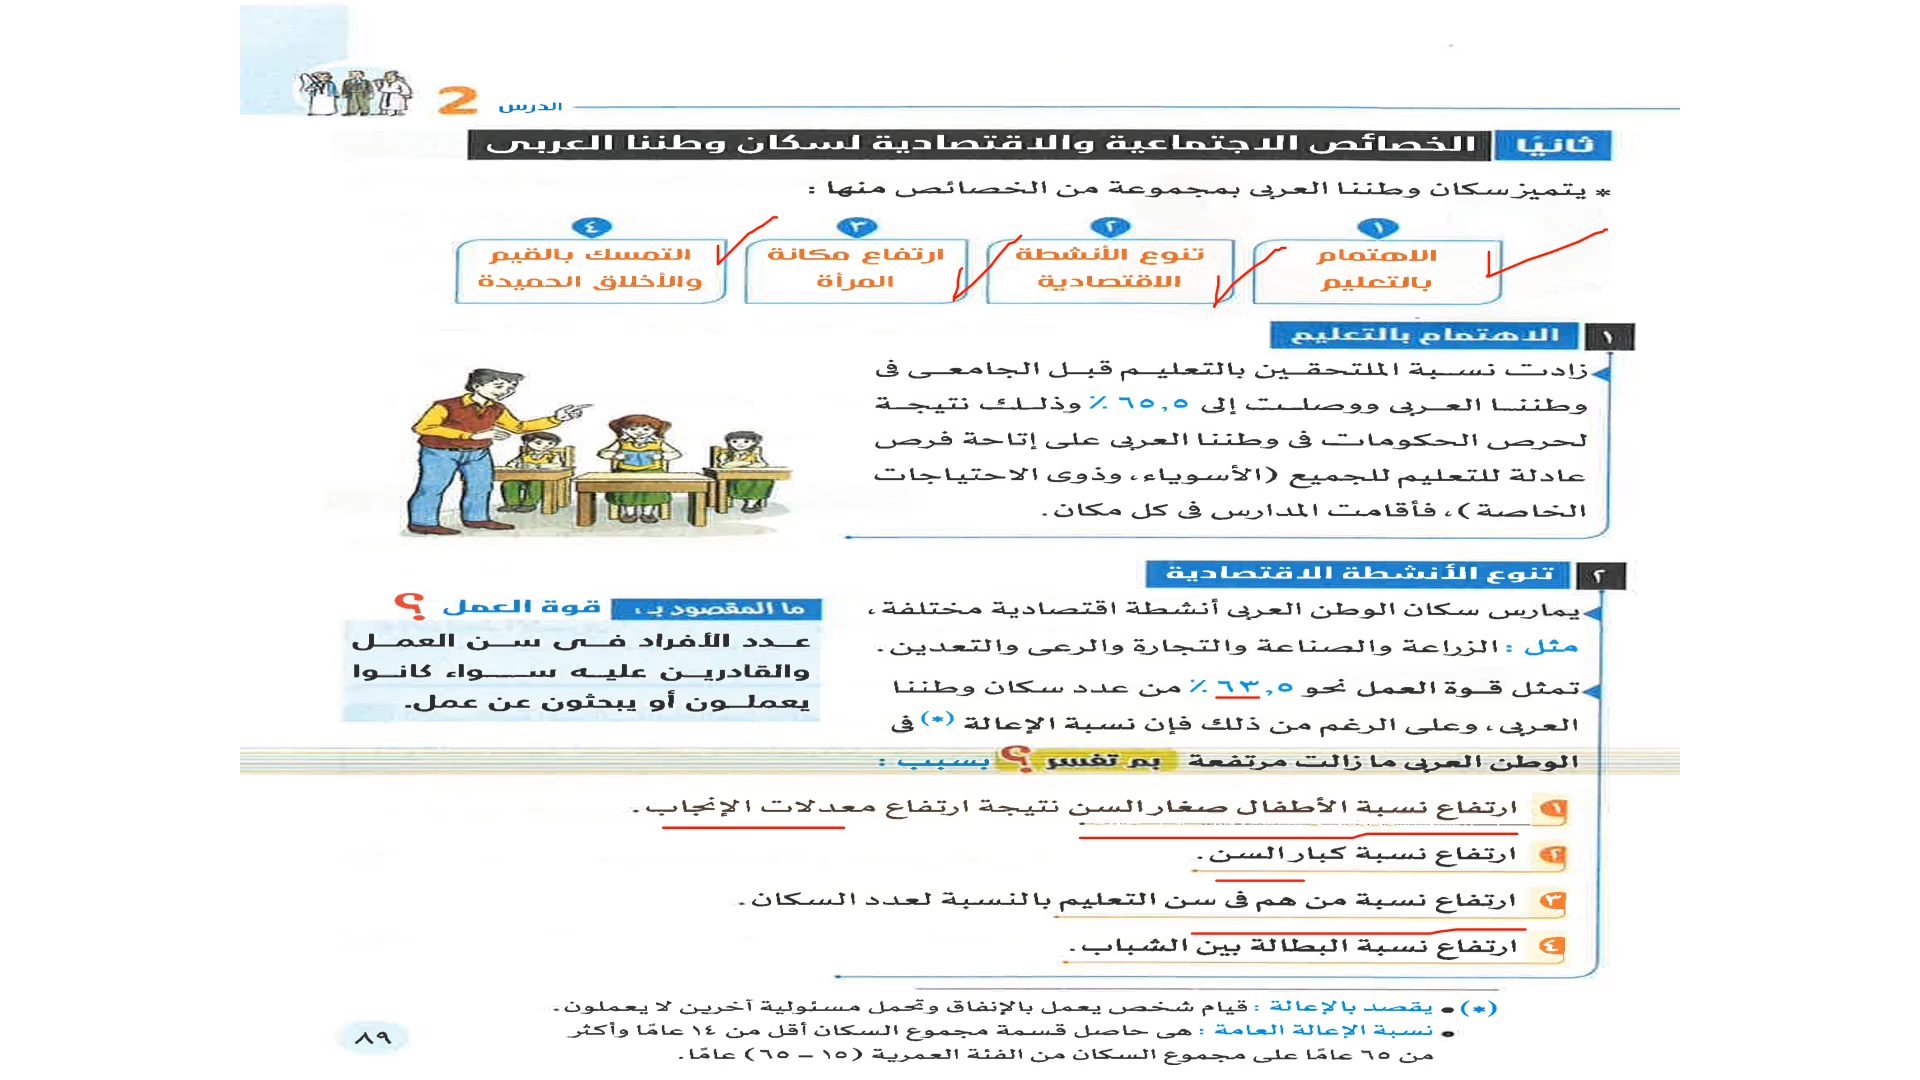 الدرس 2
ثانيًا الخصائص الاجتماعية والاقتصادية لسكان وطننا العربى
* يتميز سكان وطننا العربى بمجموعة من الخصائص منها :
١ ٢ ٣ ٤
الاهتمام بالتعليم
تنوع الأنشطة الاقتصادية
ارتفاع مكانة المرأة
التمسك بالقيم والأخلاق الحميدة
١ الاهتمام بالتعليم
زادت نسبة الملتحقين بالتعليم قبل الجامعى فى
وطننا العربى ووصلت إلى ٦٥,٥ ٪ وذلك نتيجة
لحرص الحكومات فى وطننا العربى على إتاحة فرص
عادلة للتعليم للجميع (الأسوياء، وذوى الاحتياجات
الخاصة)، فأقامت المدارس فى كل مكان.
٢ تنوع الأنشطة الاقتصادية
يمارس سكان الوطن العربى أنشطة اقتصادية مختلفة،
مثل : الزراعة والصناعة والتجارة والرعى والتعدين.
تمثل قوة العمل نحو ٦٣,٥ ٪ من عدد سكان وطننا
العربى، وعلى الرغم من ذلك فإن نسبة الإعالة (*) فى
الوطن العربى ما زالت مرتفعة بم تفسر ؟ بسبب :
ما المقصود بـ : قوة العمل ؟
عدد الأفراد فى سن العمل
والقادرين عليه سواء كانوا
يعملون أو يبحثون عن عمل.
١ ارتفاع نسبة الأطفال صغار السن نتيجة ارتفاع معدلات الإنجاب.
٢ ارتفاع نسبة كبار السن.
٣ ارتفاع نسبة من هم فى سن التعليم بالنسبة لعدد السكان.
٤ ارتفاع نسبة البطالة بين الشباب.
(*) • يقصد بالإعالة : قيام شخص يعمل بالإنفاق وتحمل مسئولية آخرين لا يعملون.
• نسبة الإعالة العامة : هى حاصل قسمة مجموع السكان أقل من ١٤ عامًا وأكثر
من ٦٥ عامًا على مجموع السكان من الفئة العمرية (١٥ – ٦٥) عامًا.
٨٩